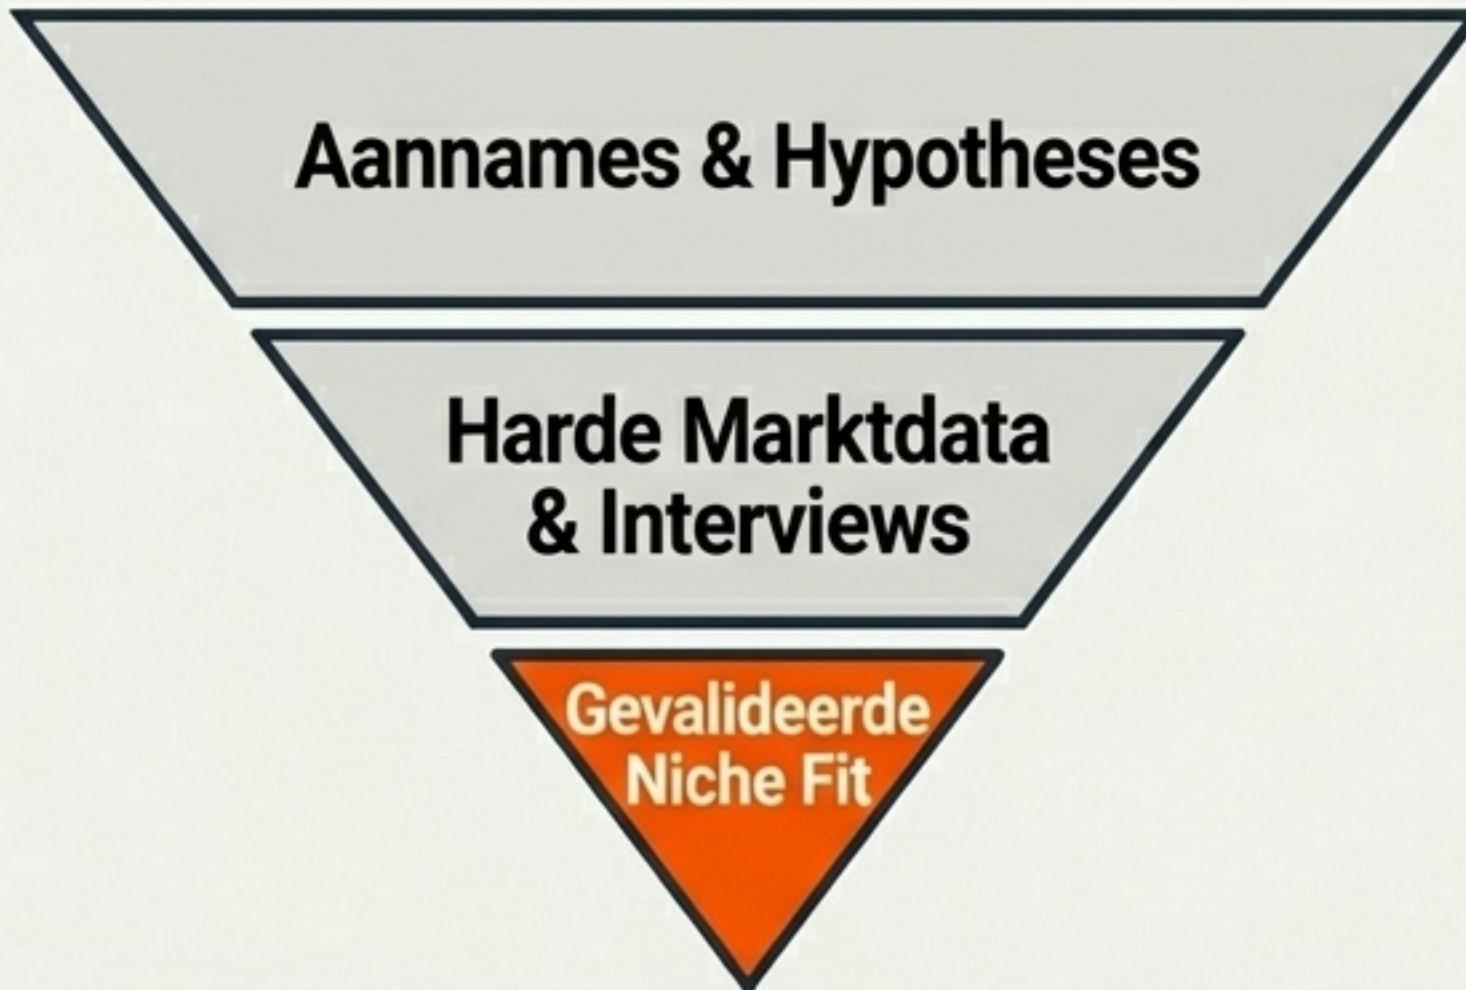 Aannames & Hypotheses
Harde Marktdata
& Interviews
Gevalideerde
Niche Fit